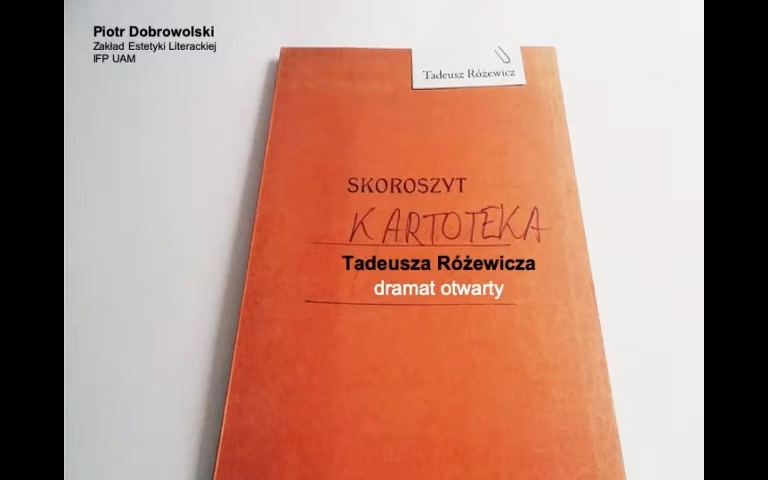 Piotr Dobrowolski
Zakład Estetyki Literackiej
IFP UAM
Tadeusz Różewicz
SKOROSZYT
KARTOTEKA
Tadeusza Różewicza
dramat otwarty